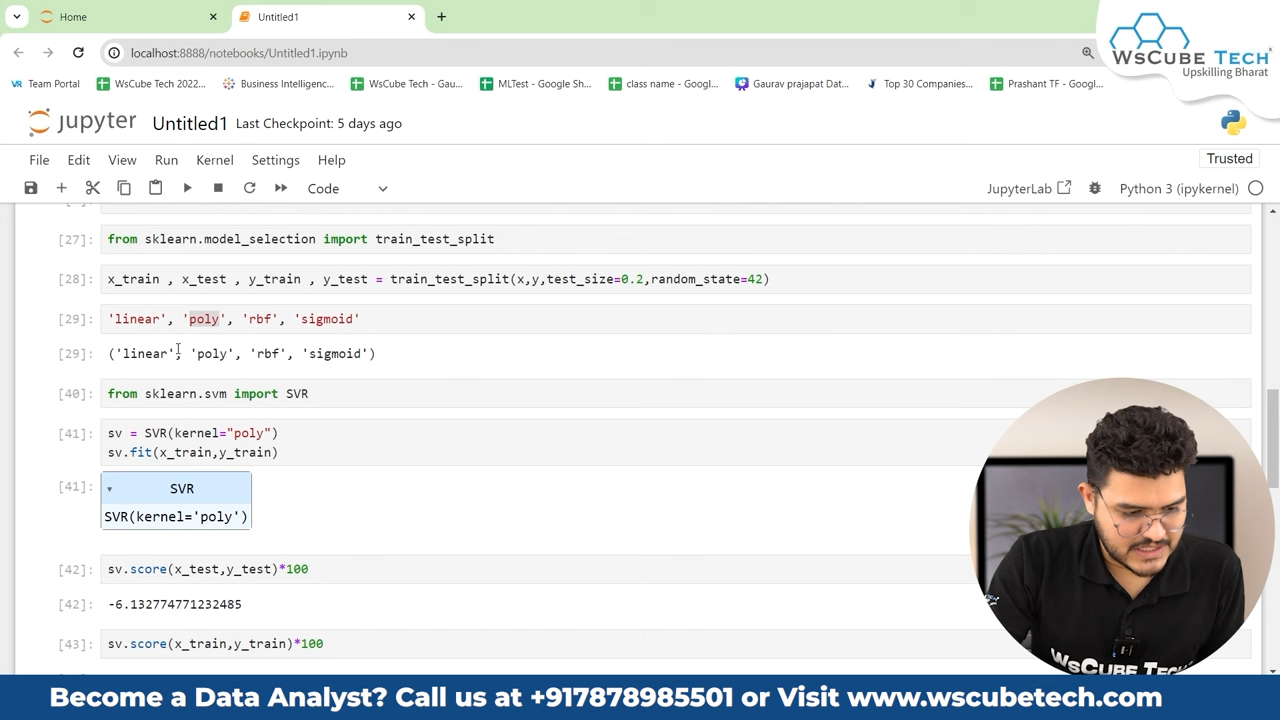 Home
Untitled1
WsCube Tech
Upskilling Bharat
localhost:8888/notebooks/Untitled1.ipynb
VR Team Portal
WsCube Tech 2022...
Business Intelligenc...
WsCube Tech - Gau...
MLTest - Google Sh...
class name - Googl...
Gaurav prajapat Dat...
Top 30 Companies...
Prashant TF - Googl...
jupyter Untitled1 Last Checkpoint: 5 days ago
File Edit View Run Kernel Settings Help
Trusted
Code
JupyterLab
Python 3 (ipykernel)
[27]: from sklearn.model_selection import train_test_split
[28]: x_train , x_test , y_train , y_test = train_test_split(x,y,test_size=0.2,random_state=42)
[29]: 'linear', 'poly', 'rbf', 'sigmoid'
[29]: ('linear', 'poly', 'rbf', 'sigmoid')
[40]: from sklearn.svm import SVR
[41]: sv = SVR(kernel="poly")
sv.fit(x_train,y_train)
[41]: SVR
SVR(kernel='poly')
[42]: sv.score(x_test,y_test)*100
[42]: -6.132774771232485
[43]: sv.score(x_train,y_train)*100
WsCube Tech
Become a Data Analyst? Call us at +917878985501 or Visit www.wscubetech.com